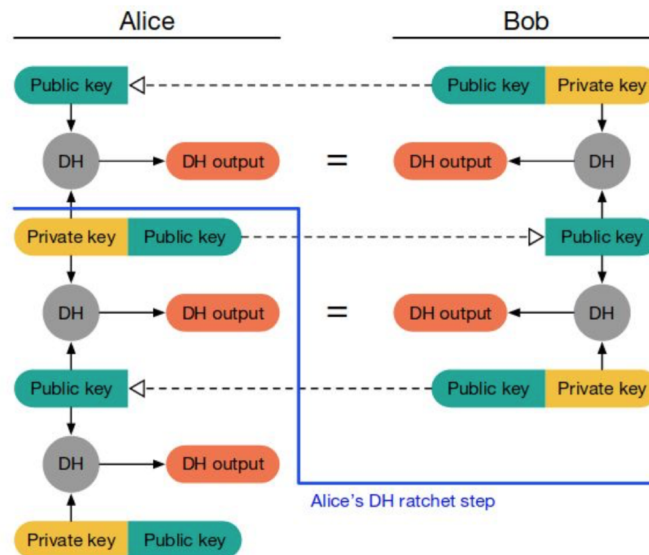 Alice Bob
Public key Public key Private key
DH DH output = DH output DH
Private key Public key Public key
DH DH output = DH output DH
Public key Public key Private key
DH DH output
Alice's DH ratchet step
Private key Public key